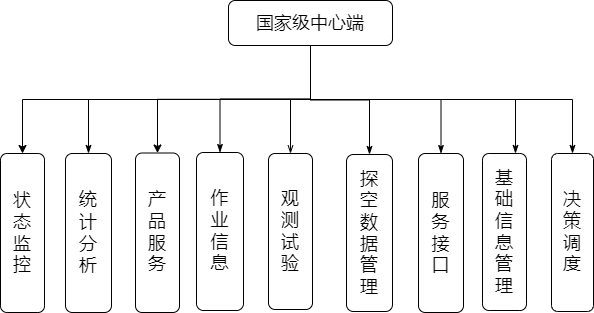 国家级中心端
状态监控
统计分析
产品服务
作业信息
观测试验
探空数据管理
服务接口
基础信息管理
决策调度